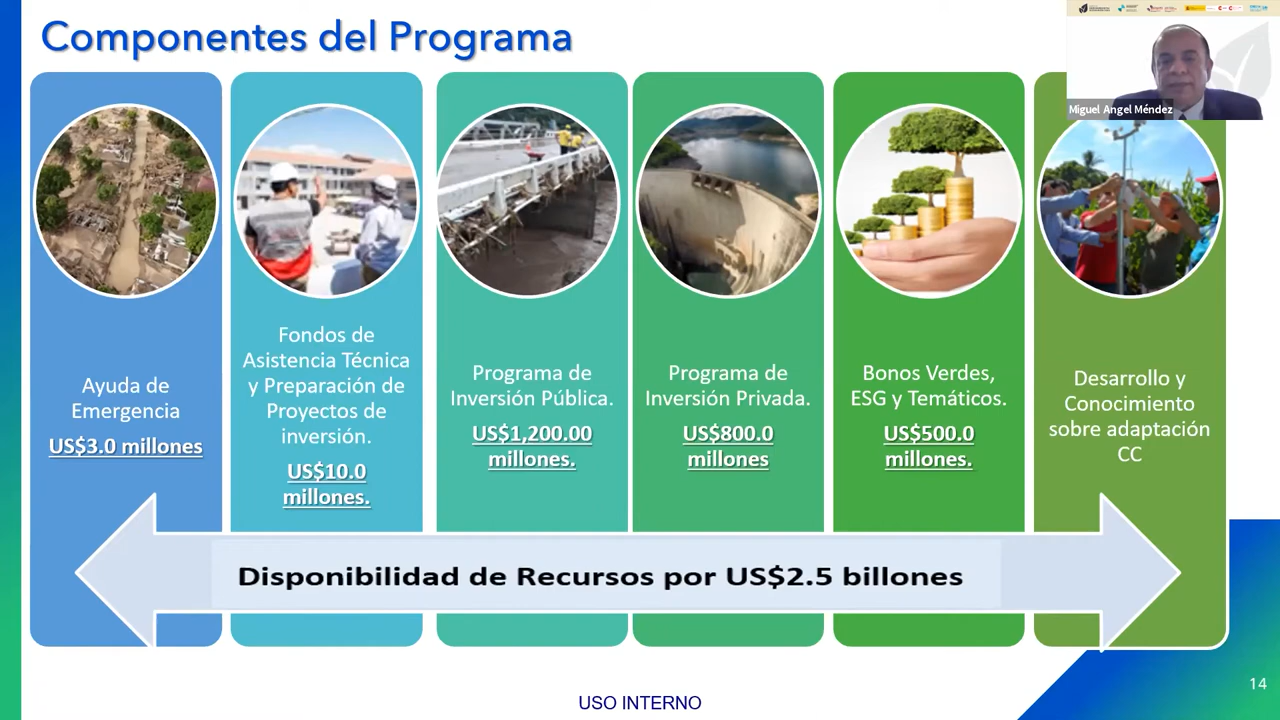 Componentes del Programa
Miguel Angel Méndez
Ayuda de
Emergencia
US$3.0 millones
Fondos de
Asistencia Técnica
y Preparación de
Proyectos de
inversión.
US$10.0
millones.
Programa de
Inversión Pública.
US$1,200.00
millones.
Programa de
Inversión Privada.
US$800.0
millones
Bonos Verdes,
ESG y Temáticos.
US$500.0
millones.
Desarrollo y
Conocimiento
sobre adaptación
CC
Disponibilidad de Recursos por US$2.5 billones
14
USO INTERNO